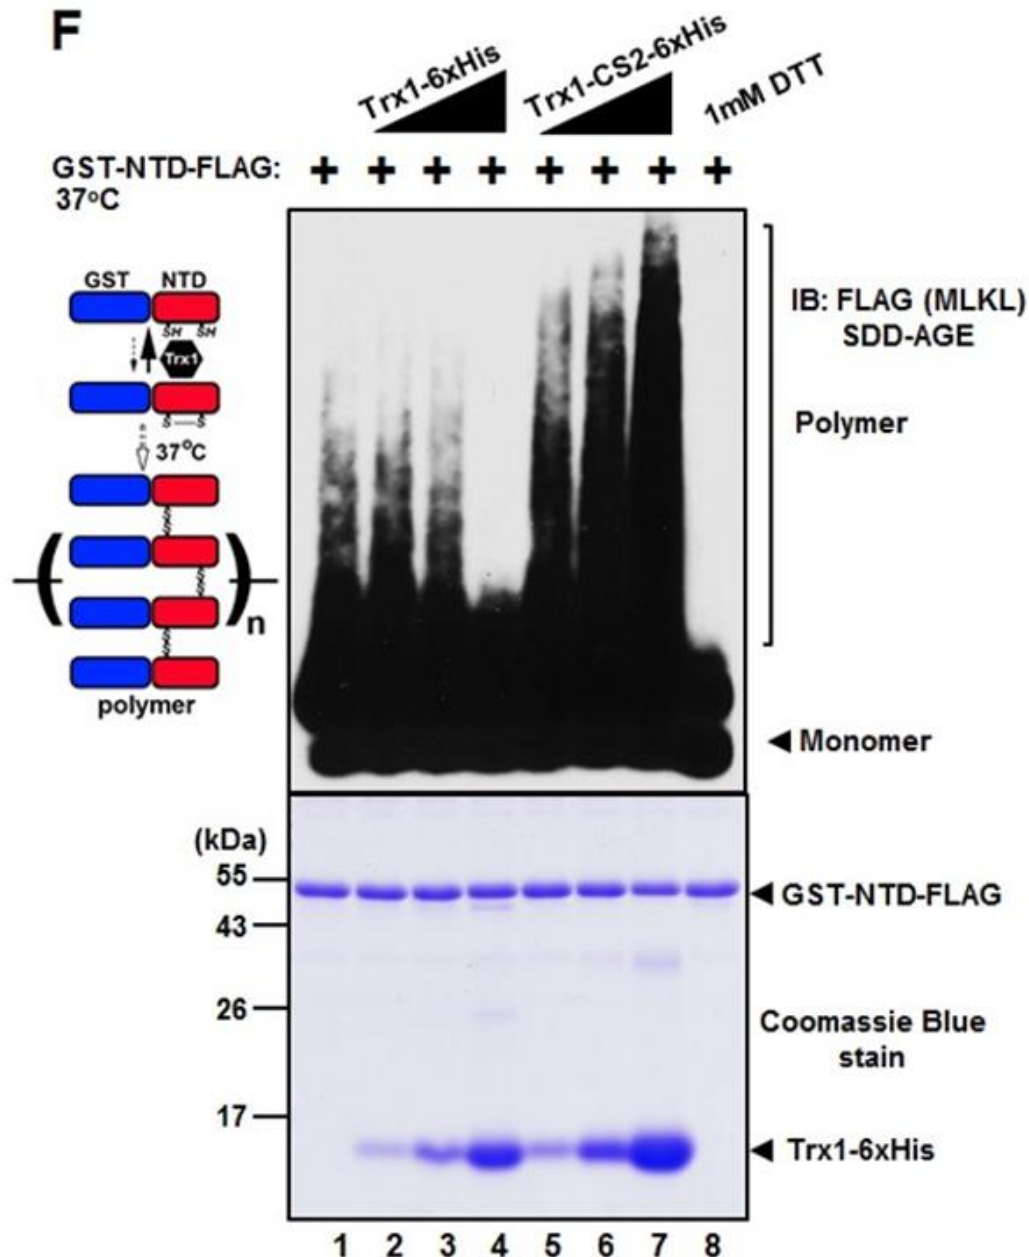 F
Trx1-6xHis
Trx1-CS2-6xHis
1mM DTT
GST-NTD-FLAG:
+ + + + + + + +
37°C
GST NTD
SH SH
Trx1
S S
37°C
S
S
S
S
S
S
( ) n
polymer
IB: FLAG (MLKL)
SDD-AGE
Polymer
Monomer
(kDa)
55
43
26
17
GST-NTD-FLAG
Coomassie Blue
stain
Trx1-6xHis
1 2 3 4 5 6 7 8